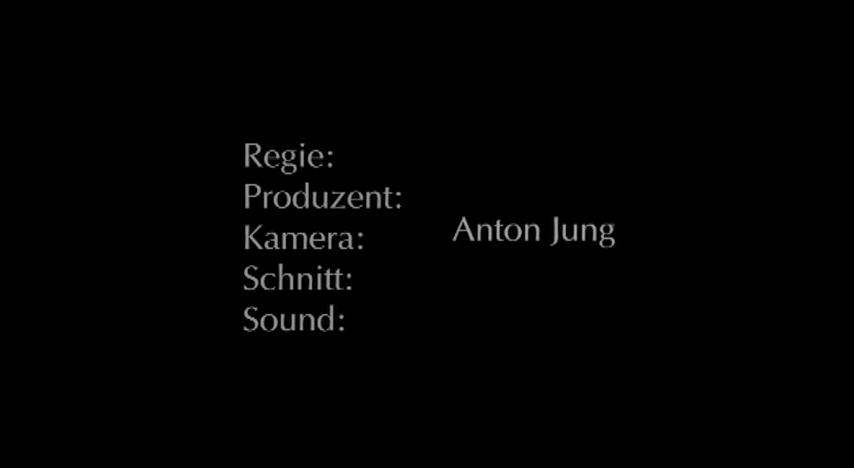 Regie:
Produzent:
Kamera:
Anton Jung
Schnitt:
Sound: